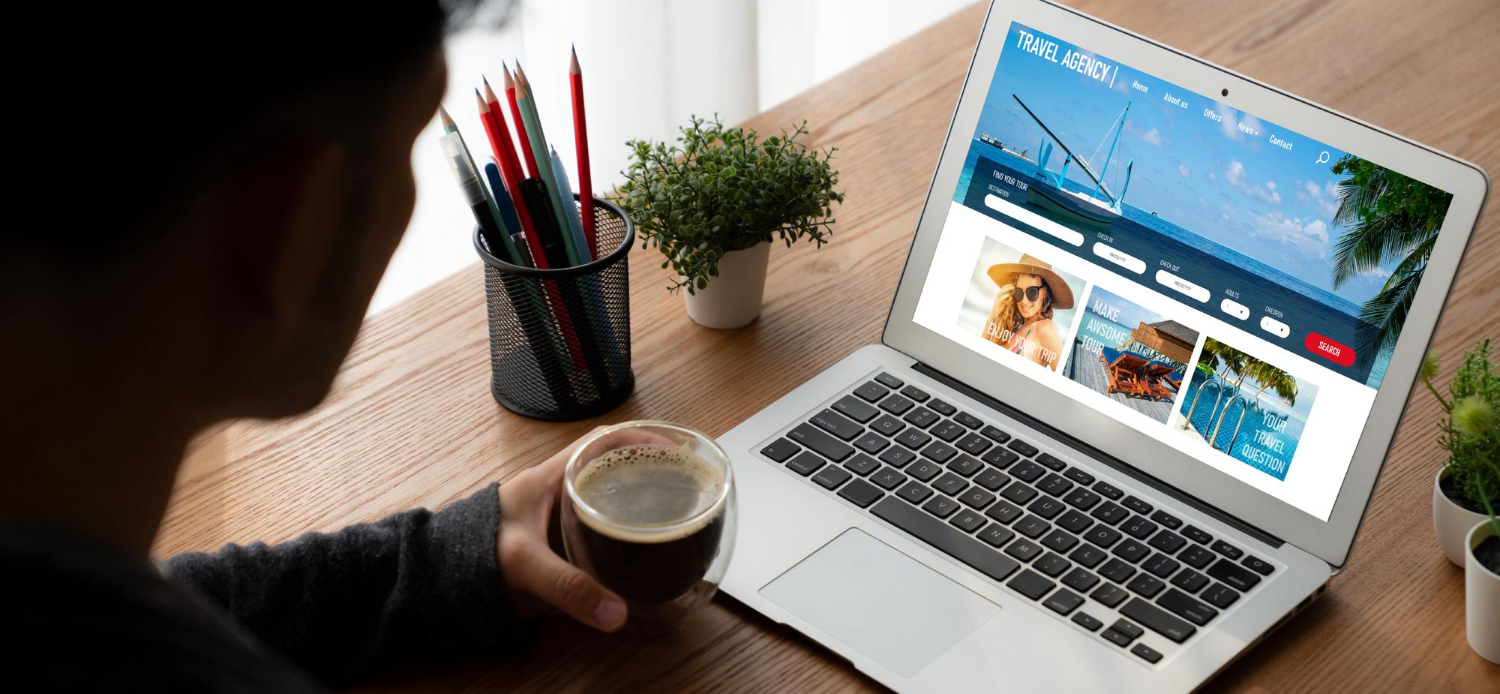 TRAVEL AGENCY |
Home
About us
Offers
News
Contact
FIND YOUR TOUR
DESTINATION
CHECK IN
CHECK OUT
ADULTS
CHILDREN
SEARCH
ENJOY YOUR TRIP
MAKE
AWSOME
TOUR
YOUR
TRAVEL
QUESTION